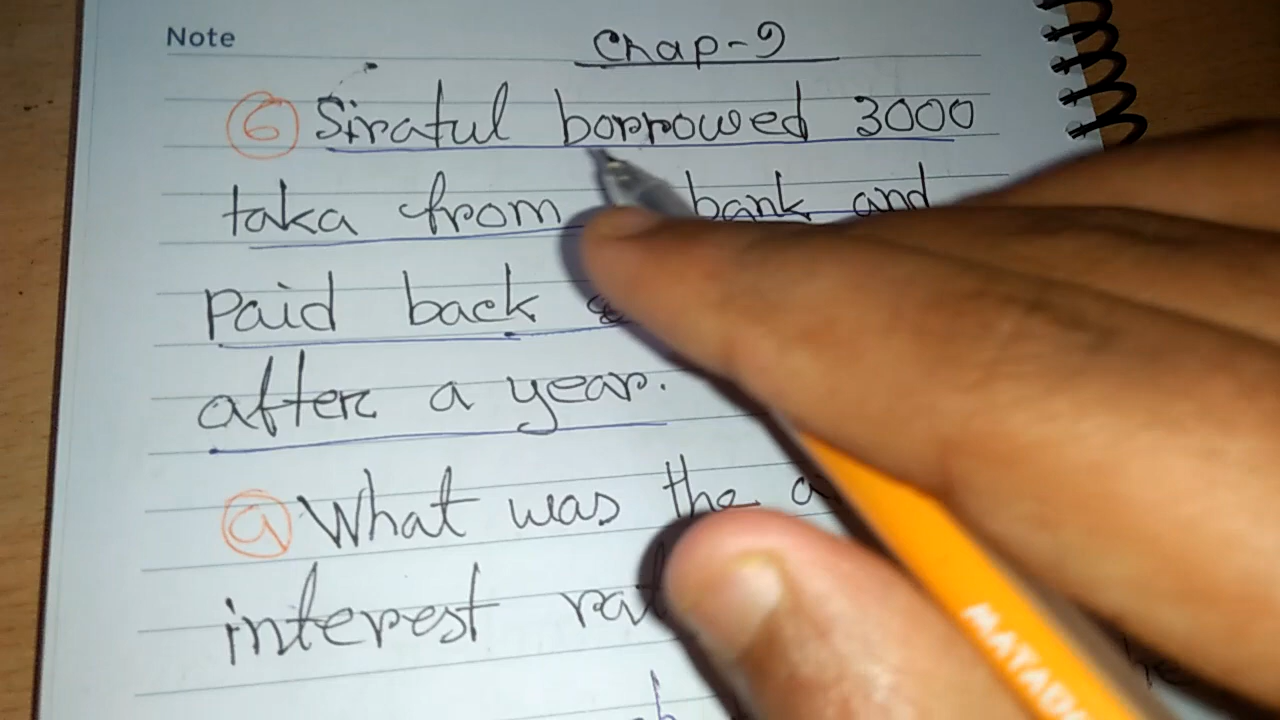 Note
Chap-9
6 Siratul borrowed 3000
taka from bank and
Paid back
after a year.
a What was the
interest
MATAD